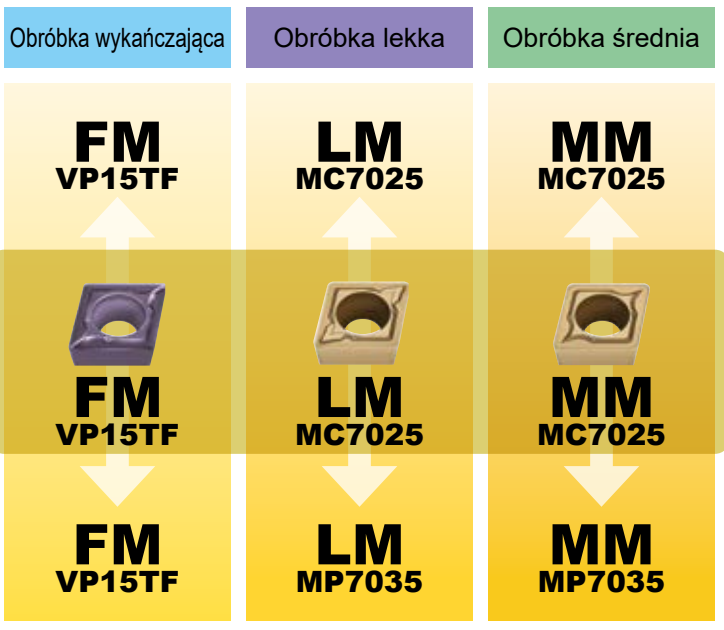 Obróbka wykańczająca
Obróbka lekka
Obróbka średnia
FM
VP15TF
LM
MC7025
MM
MC7025
FM
VP15TF
LM
MC7025
MM
MC7025
FM
VP15TF
LM
MP7035
MM
MP7035